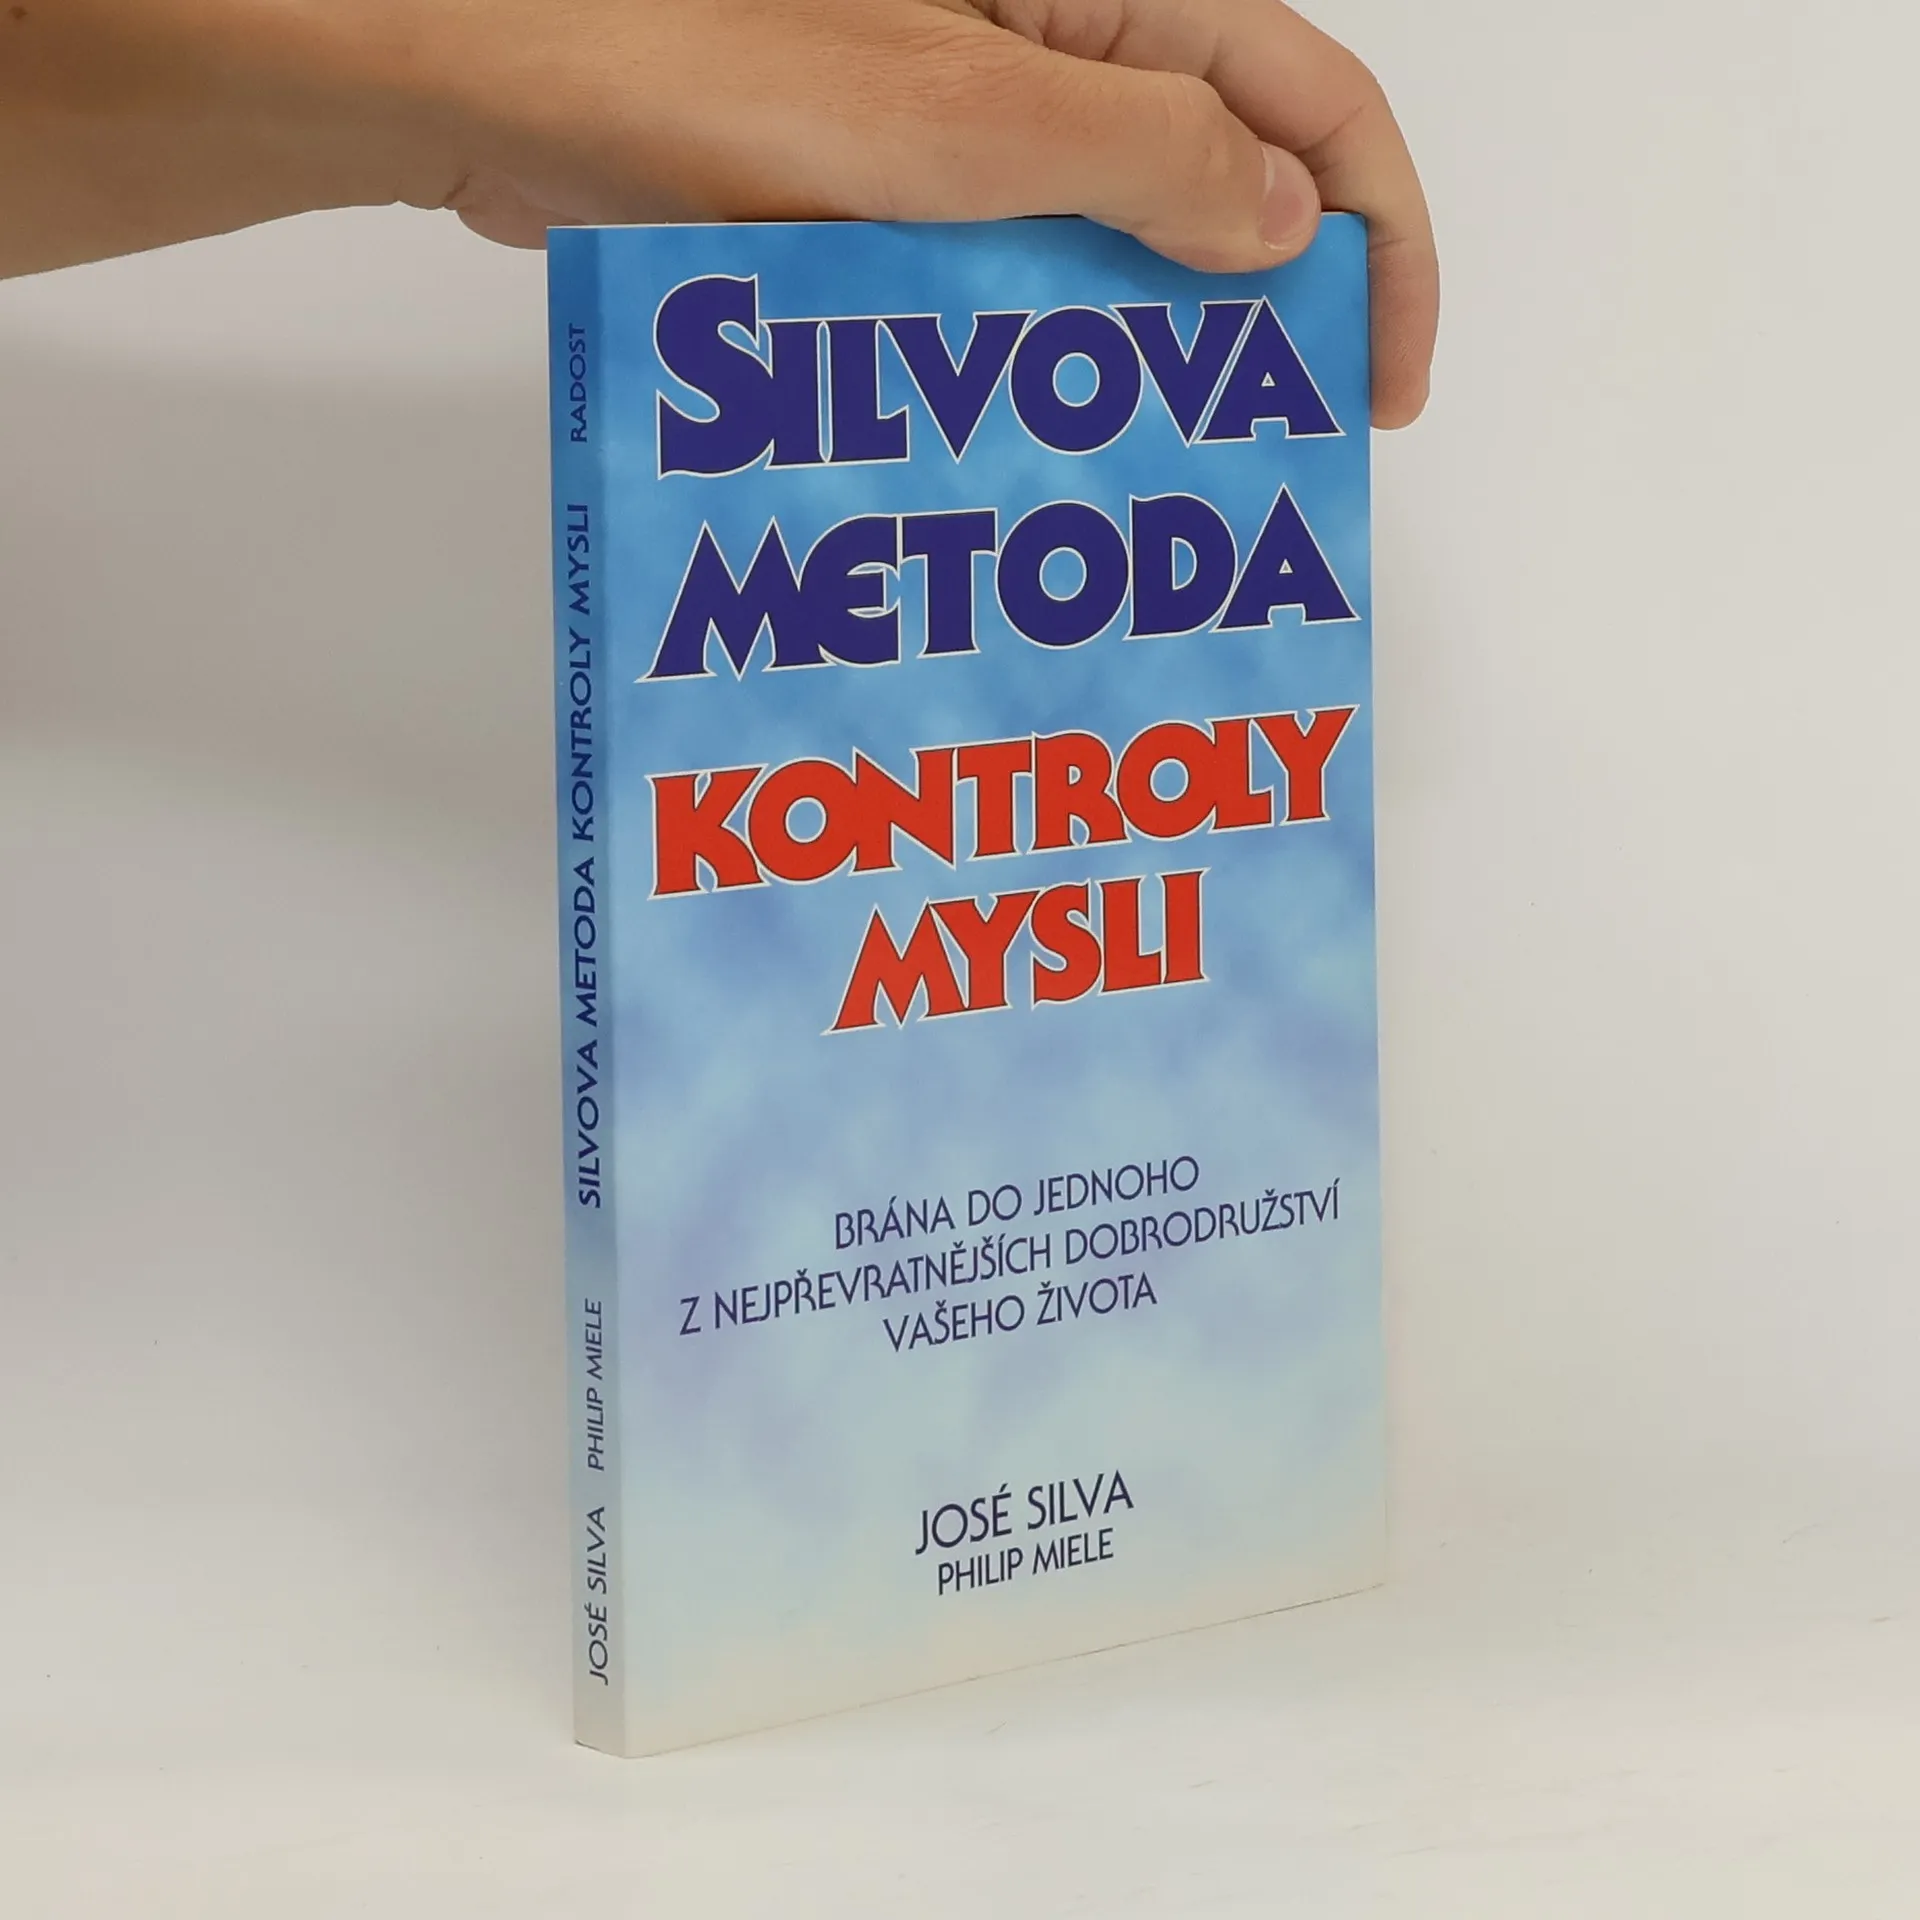 SILVOVA
METODA
KONTROLY
MYSLI
BRÁNA DO JEDNOHO
Z NEJPŘEVRATNĚJŠÍCH DOBRODRUŽSTVÍ
VAŠEHO ŽIVOTA
JOSÉ SILVA
PHILIP MIELE
JOSÉ SILVA PHILIP MIELE SILVOVA METODA KONTROLY MYSLI RADOST